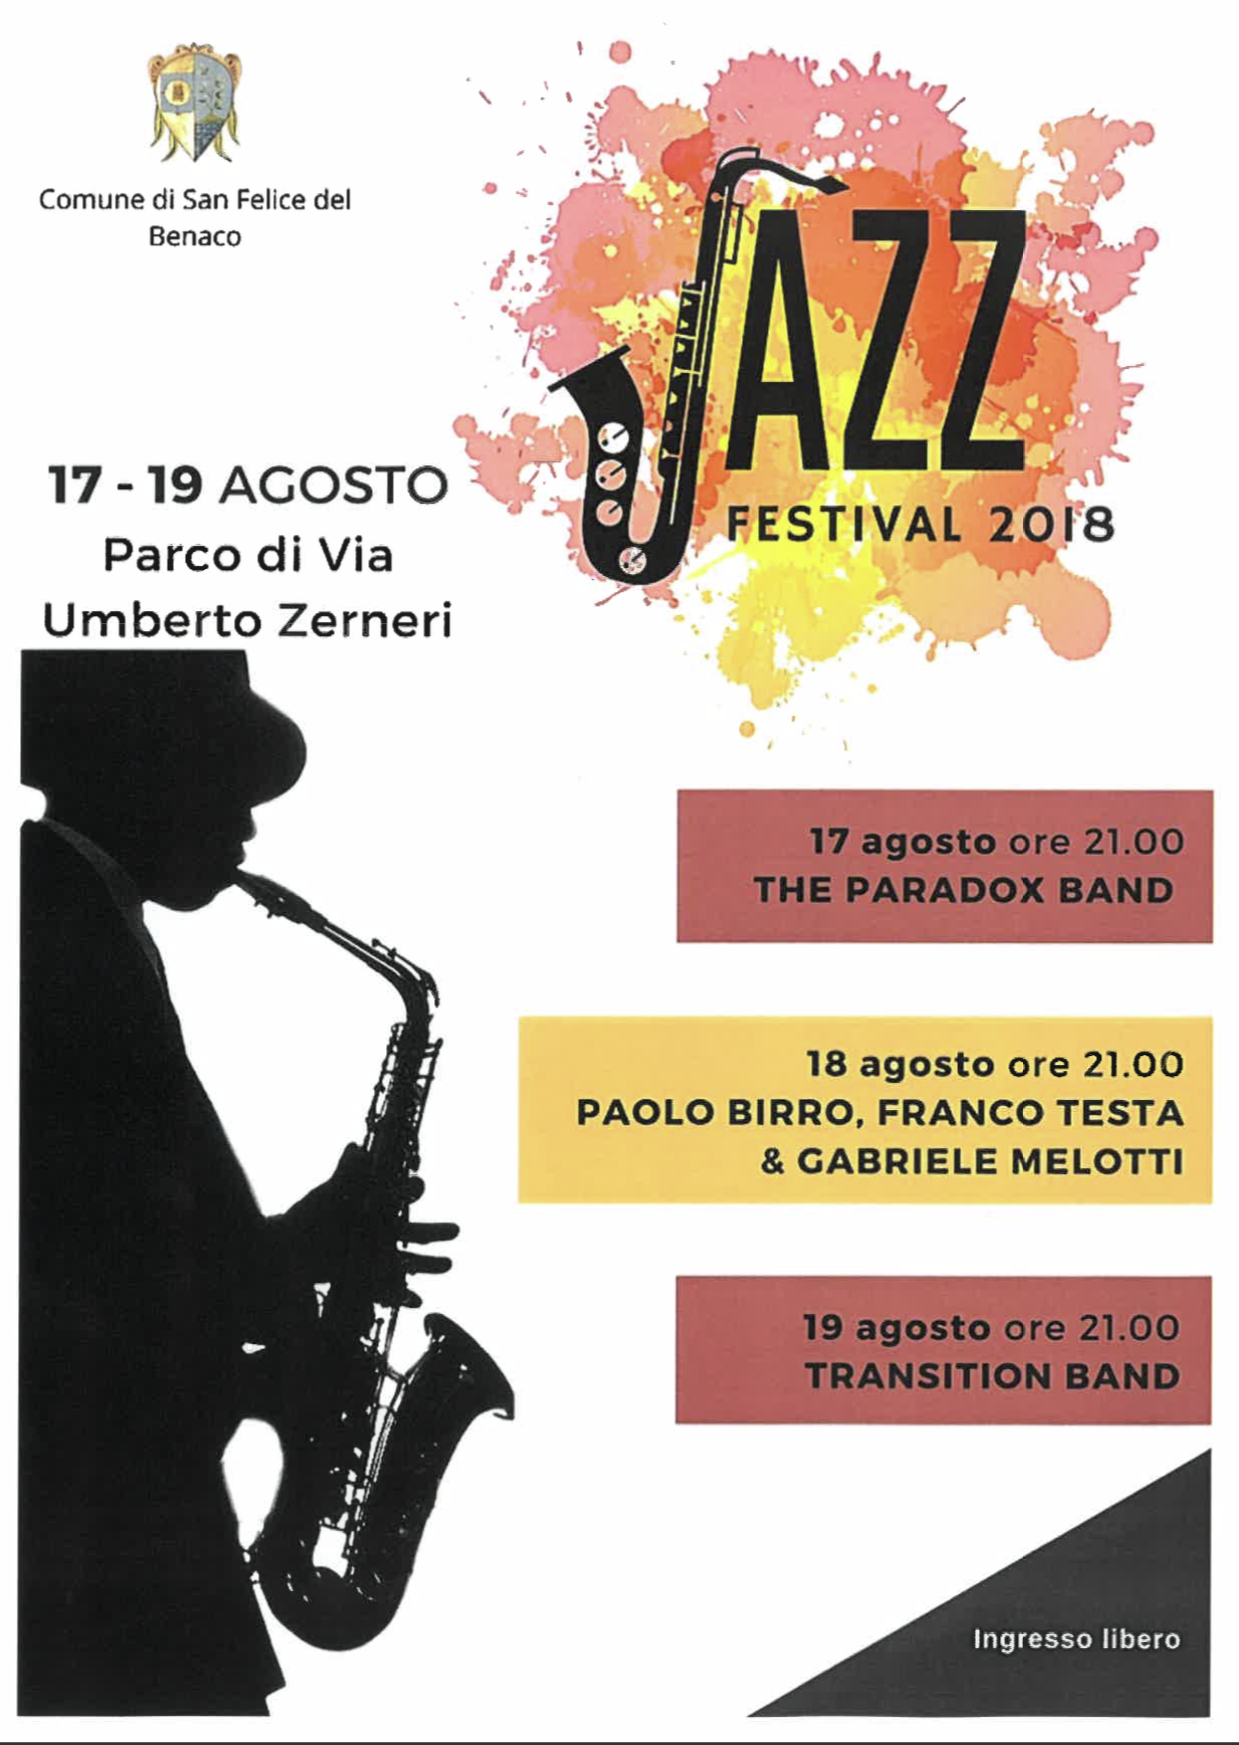 Comune di San Felice del
Benaco
JAZZ
FESTIVAL 2018
17 - 19 AGOSTO
Parco di Via
Umberto Zerneri
17 agosto ore 21.00
THE PARADOX BAND
18 agosto ore 21.00
PAOLO BIRRO, FRANCO TESTA
& GABRIELE MELOTTI
19 agosto ore 21.00
TRANSITION BAND
Ingresso libero